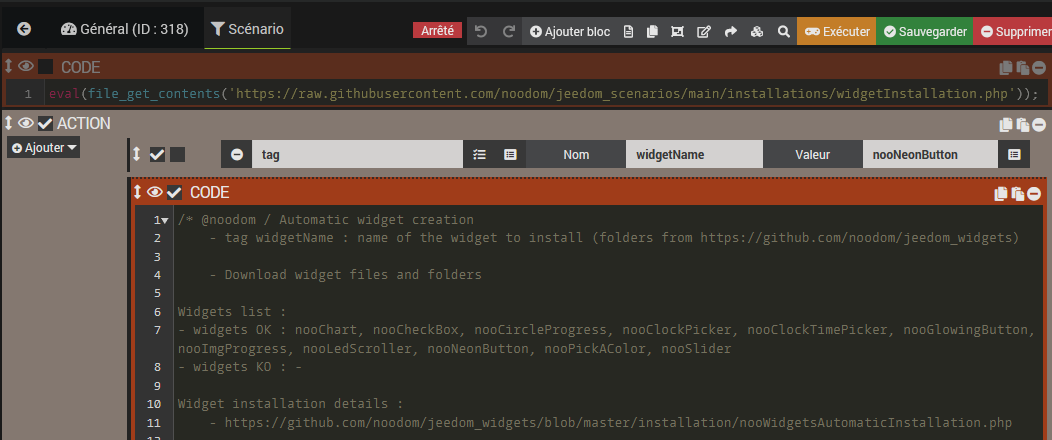 Général (ID : 318) Scénario Arrêté Ajouter bloc Exécuter Sauvegarder Supprimer
CODE
1 eval(file_get_contents('https://raw.githubusercontent.com/noodom/jeedom_scenarios/main/installations/widgetInstallation.php'));
ACTION
Ajouter tag Nom widgetName Valeur nooNeonButton
CODE
1 /* @noodom / Automatic widget creation
2 - tag widgetName : name of the widget to install (folders from https://github.com/noodom/jeedom_widgets)
3
4 - Download widget files and folders
5
6 Widgets list :
7 - widgets OK : nooChart, nooCheckBox, nooCircleProgress, nooClockPicker, nooClockTimePicker, nooGlowingButton,
nooImgProgress, nooLedScroller, nooNeonButton, nooPickAColor, nooSlider
8 - widgets KO : -
9
10 Widget installation details :
11 - https://github.com/noodom/jeedom_widgets/blob/master/installation/nooWidgetsAutomaticInstallation.php